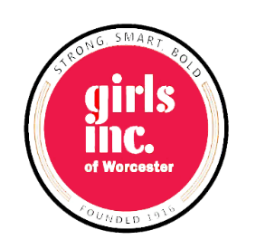 STRONG, SMART, BOLD
girls
inc.
of Worcester
FOUNDED 1916